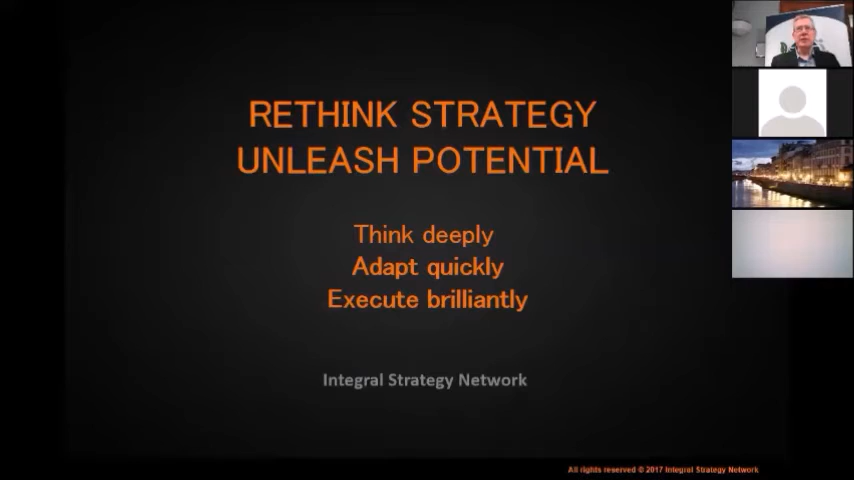 RETHINK STRATEGY
UNLEASH POTENTIAL
Think deeply
Adapt quickly
Execute brilliantly
Integral Strategy Network
All rights reserved © 2017 Integral Strategy Network